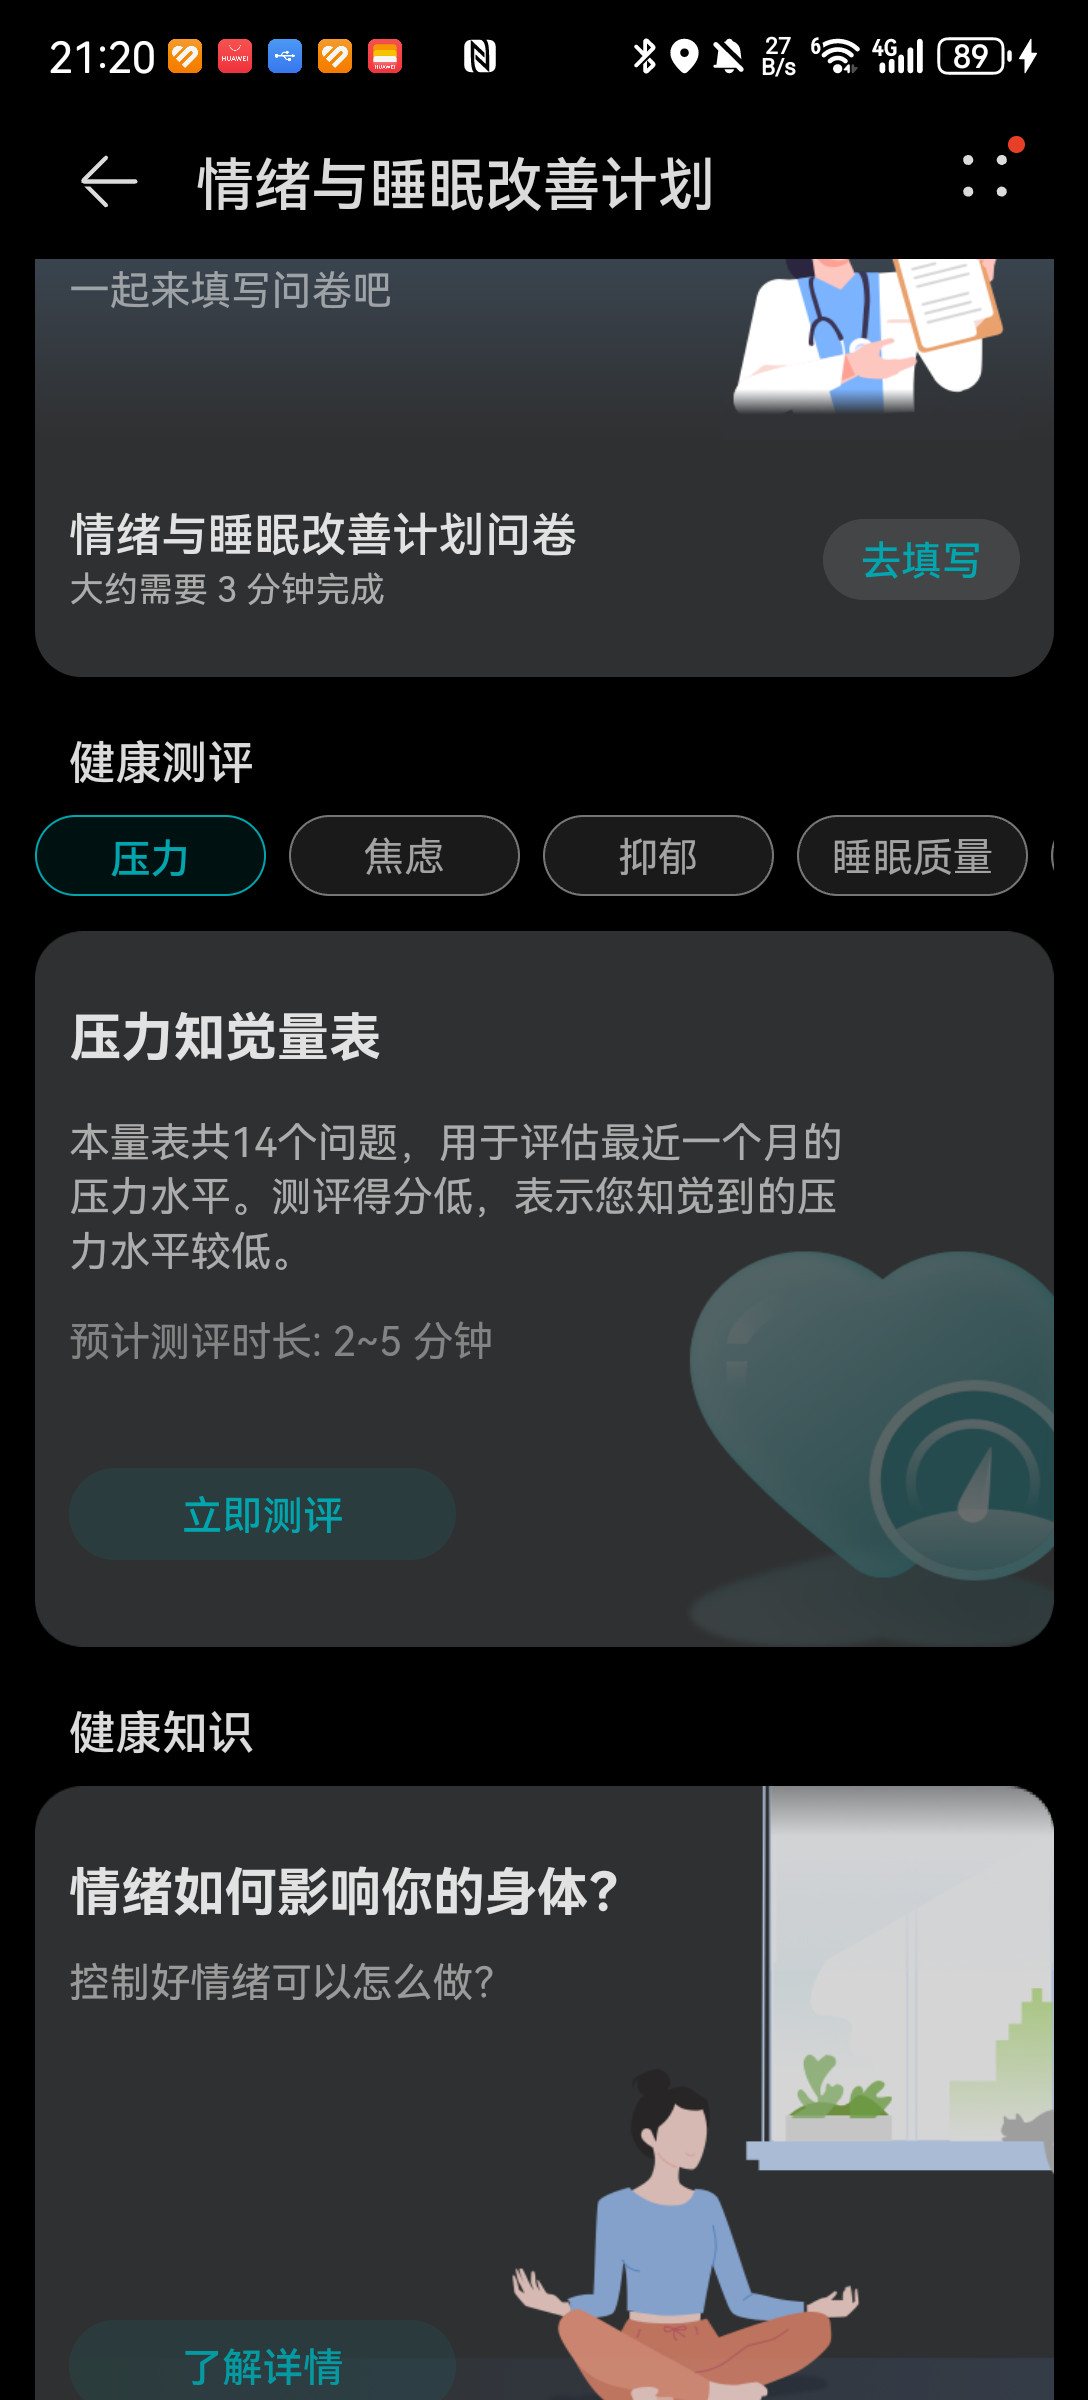 21:20
HUAWEI
HUAWEI
27 B/s
6
4G
89
情绪与睡眠改善计划
一起来填写问卷吧
情绪与睡眠改善计划问卷
大约需要 3 分钟完成
去填写
健康测评
压力 焦虑 抑郁 睡眠质量
压力知觉量表
本量表共14个问题，用于评估最近一个月的
压力水平。测评得分低，表示您知觉到的压
力水平较低。
预计测评时长: 2~5 分钟
立即测评
健康知识
情绪如何影响你的身体?
控制好情绪可以怎么做?
了解详情